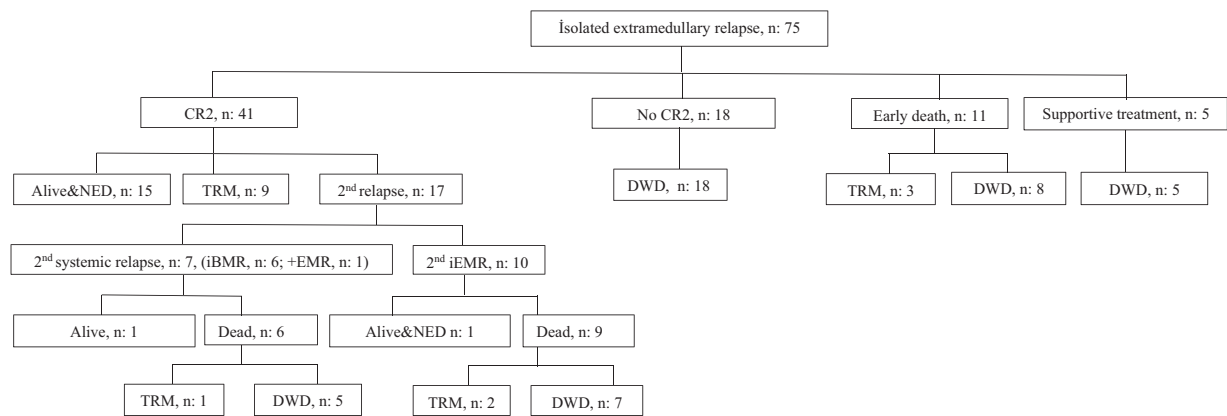 İsolated extramedullary relapse, n: 75
CR2, n: 41
No CR2, n: 18
Early death, n: 11
Supportive treatment, n: 5
Alive&NED, n: 15
TRM, n: 9
2nd relapse, n: 17
DWD, n: 18
TRM, n: 3
DWD, n: 8
DWD, n: 5
2nd systemic relapse, n: 7, (iBMR, n: 6; +EMR, n: 1)
2nd iEMR, n: 10
Alive, n: 1
Dead, n: 6
Alive&NED n: 1
Dead, n: 9
TRM, n: 1
DWD, n: 5
TRM, n: 2
DWD, n: 7